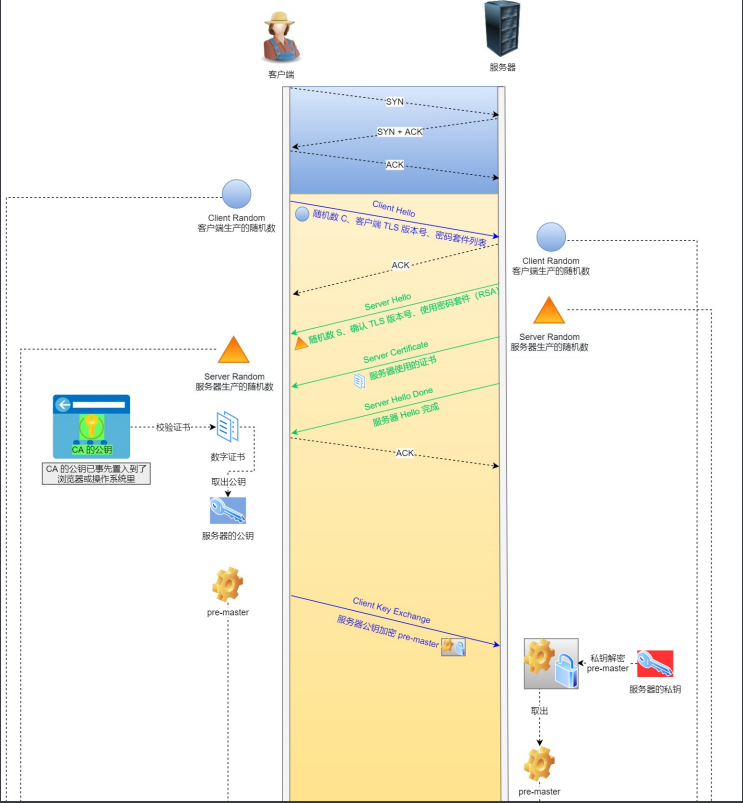 客户端
服务器
SYN
SYN + ACK
ACK
Client Random
客户端生产的随机数
Client Hello
随机数 C、客户端 TLS 版本号、密码套件列表
Client Random
客户端生产的随机数
ACK
Server Hello
随机数 S、确认 TLS 版本号、使用密码套件（RSA）
Server Random
服务器生产的随机数
Server Random
服务器生产的随机数
Server Certificate
服务器使用的证书
Server Hello Done
服务器 Hello 完成
CA 的公钥
校验证书
数字证书
ACK
CA 的公钥已事先置入到了
浏览器或操作系统里
取出公钥
服务器的公钥
pre-master
Client Key Exchange
服务器公钥加密 pre-master
私钥解密
pre-master
服务器的私钥
取出
pre-master